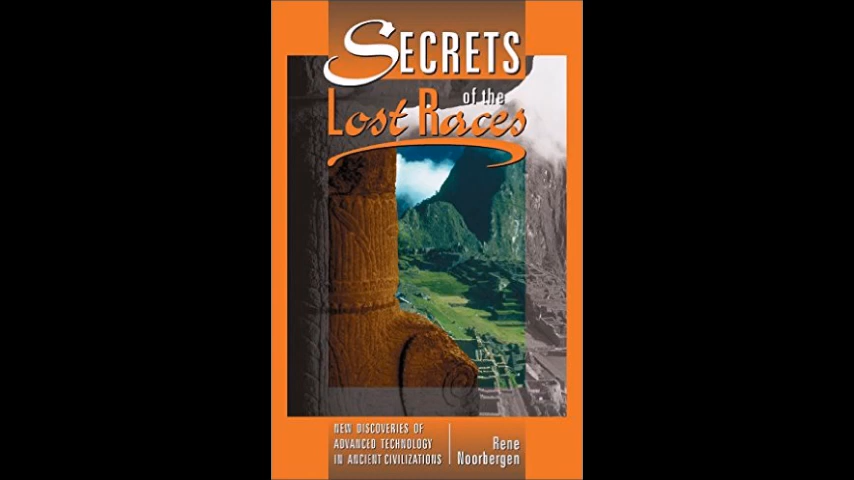 SECRETS
of the
Lost Races
NEW DISCOVERIES OF
ADVANCED TECHNOLOGY
IN ANCIENT CIVILIZATIONS
Rene
Noorbergen